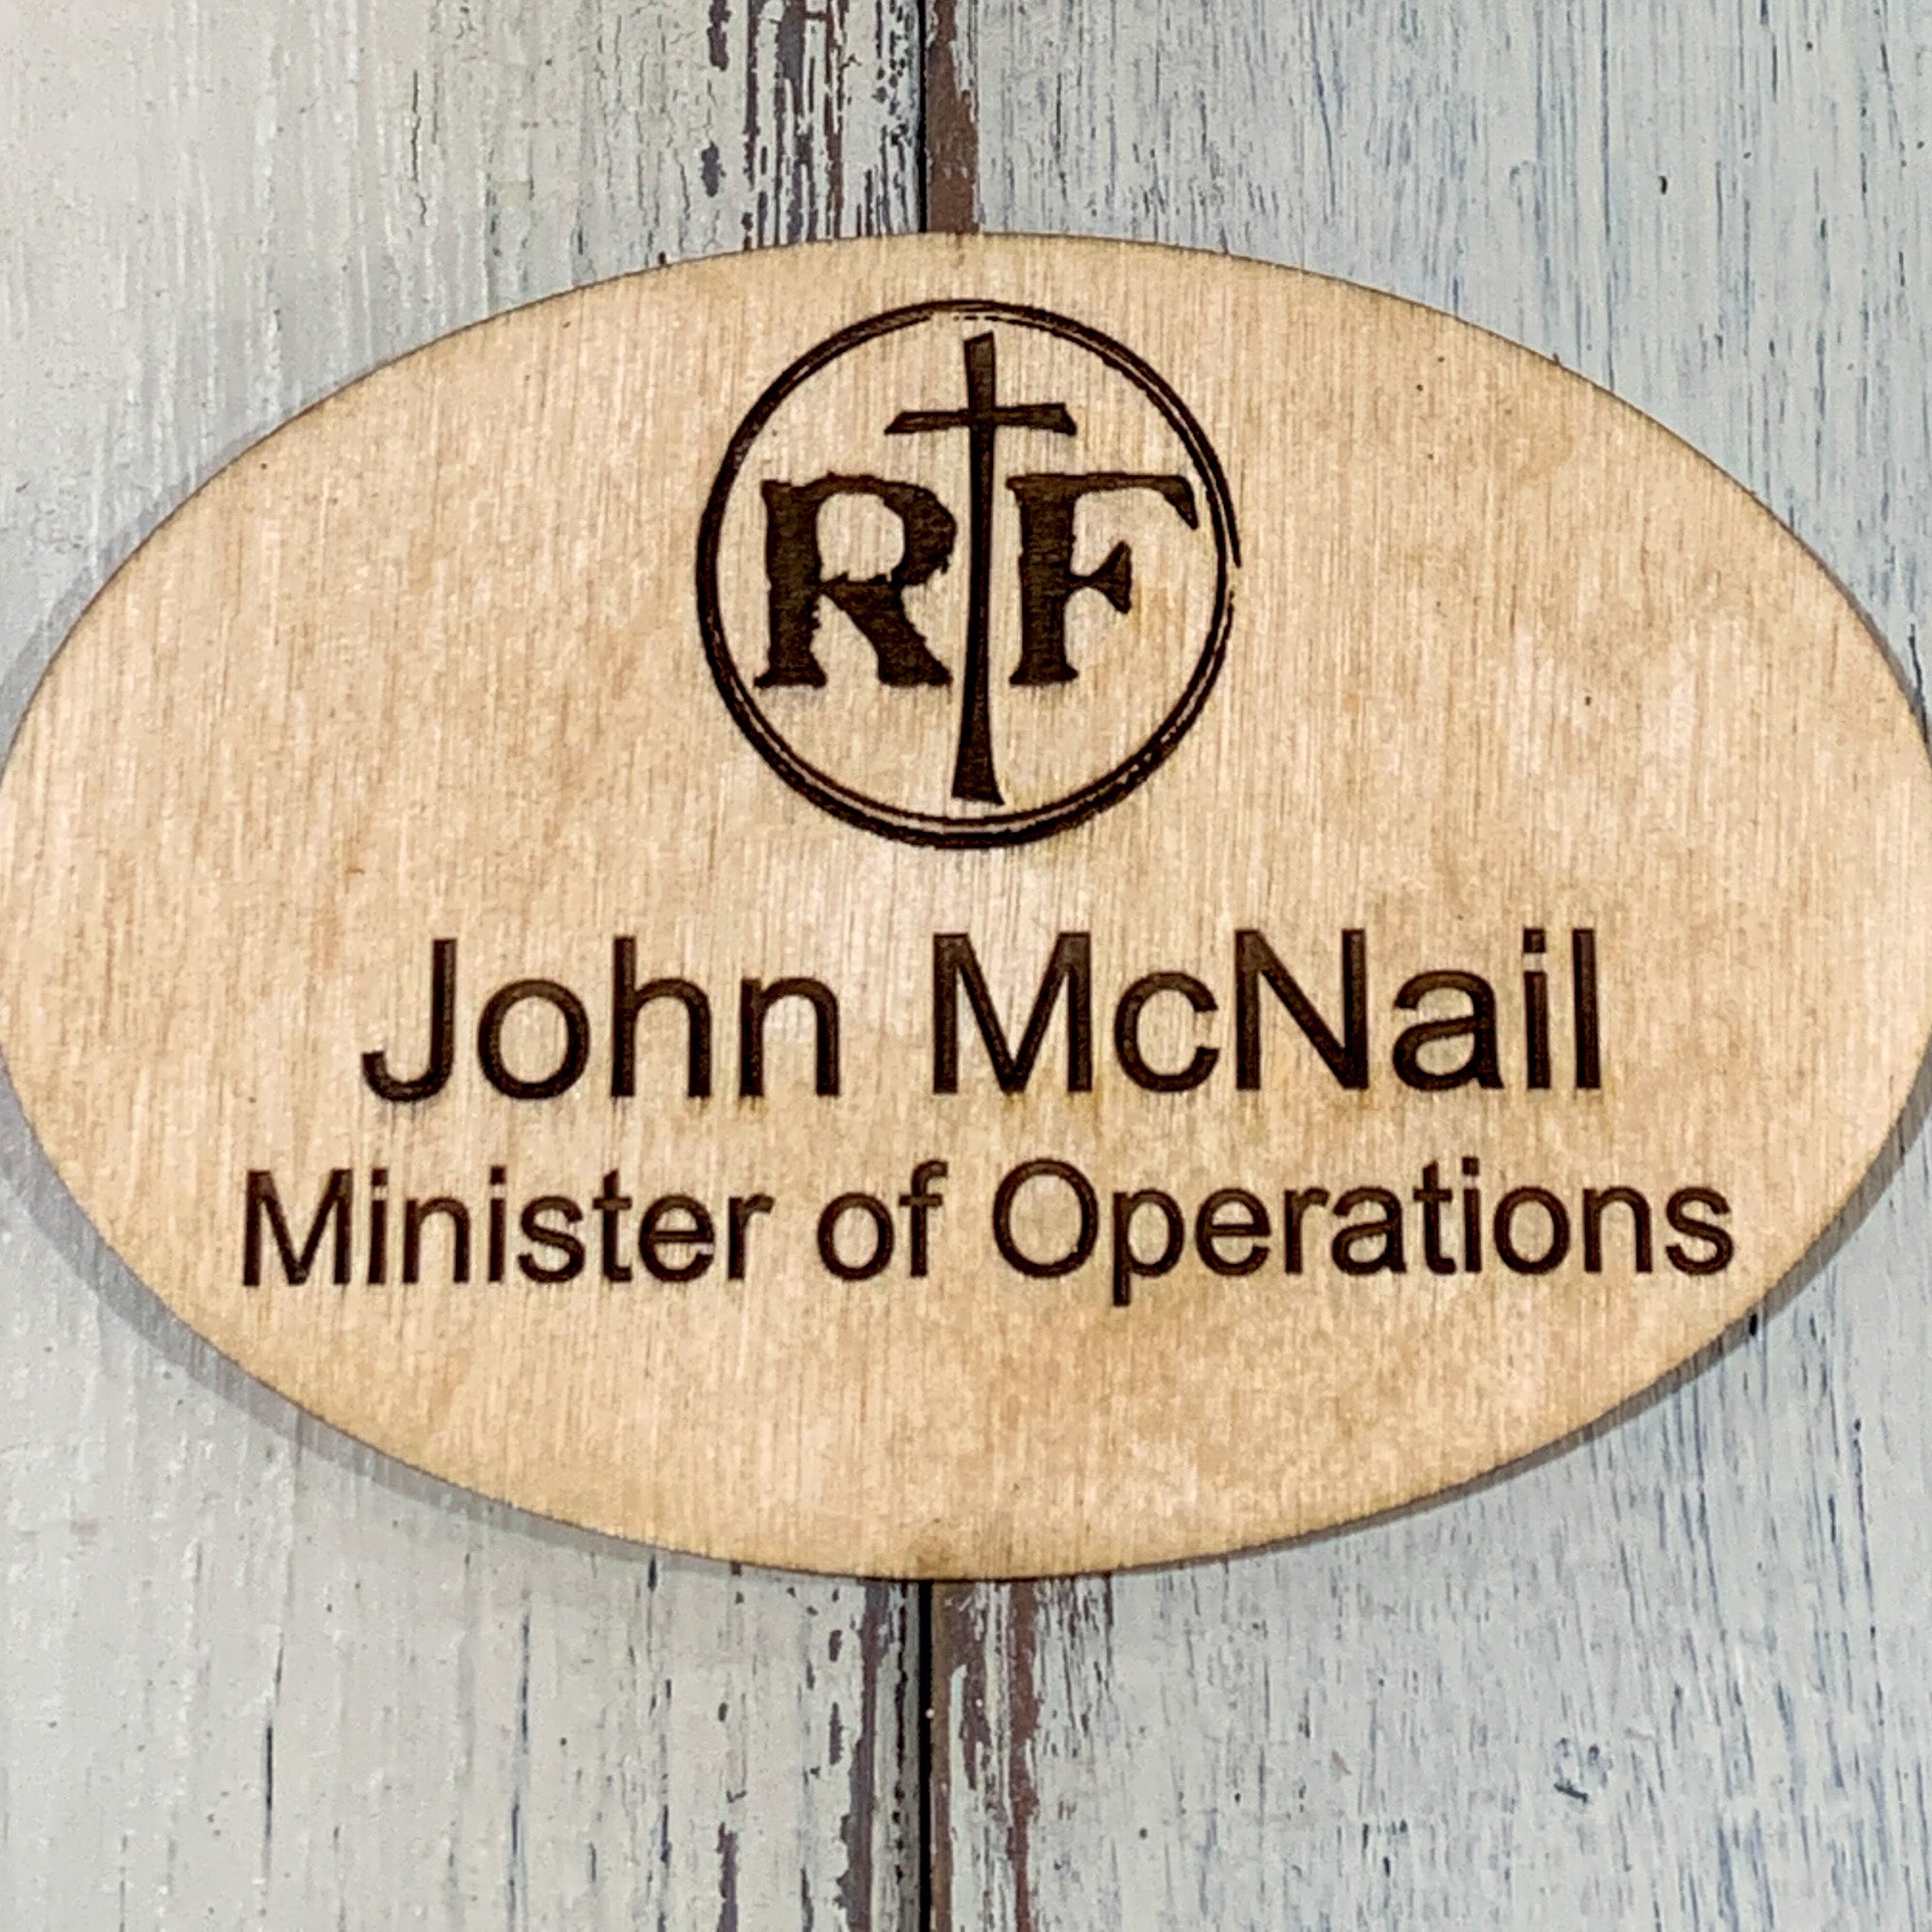 RF
John McNail
Minister of Operations